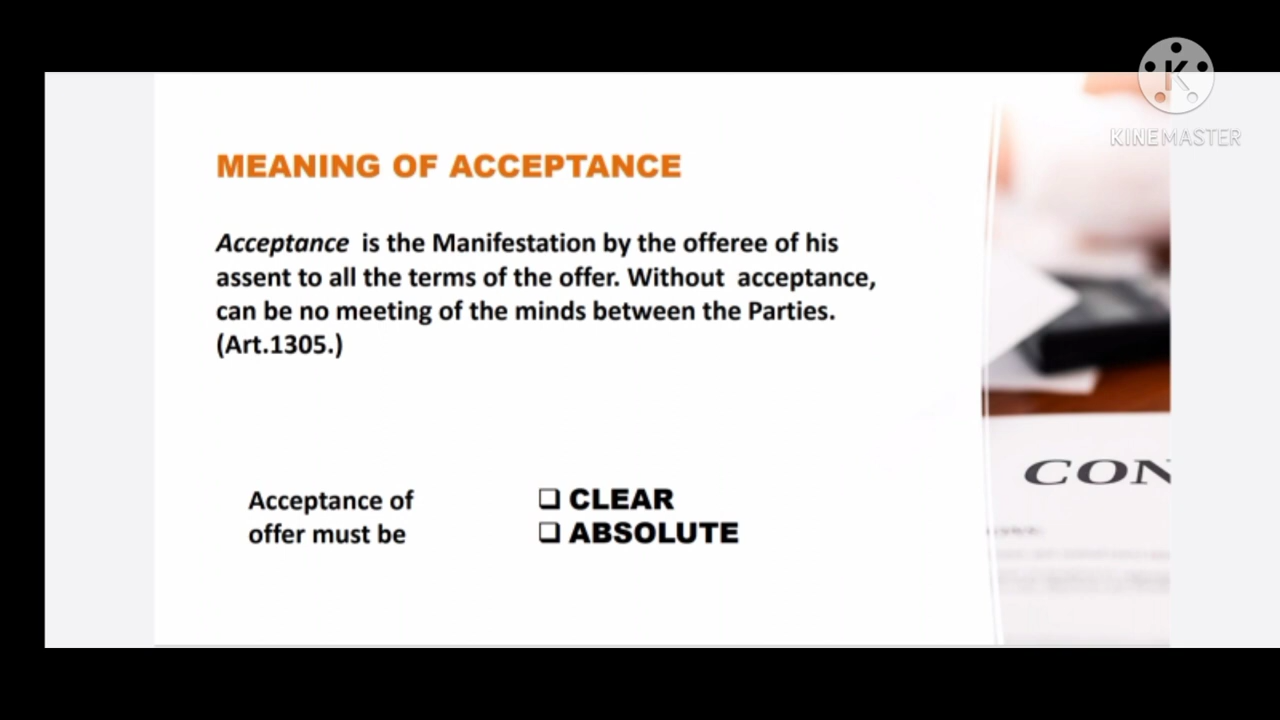 K
KINEMASTER
MEANING OF ACCEPTANCE
Acceptance is the Manifestation by the offeree of his
assent to all the terms of the offer. Without acceptance,
can be no meeting of the minds between the Parties.
(Art.1305.)
Acceptance of
offer must be
❑ CLEAR
❑ ABSOLUTE
CON